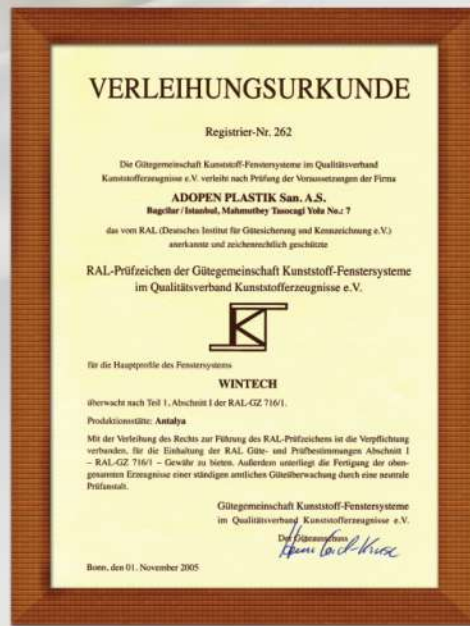 VERLEIHUNGSURKUNDE
Registrier-Nr. 262
Die Gütegemeinschaft Kunststoff-Fenstersysteme im Qualitätsverband
Kunststofferzeugnisse e.V. verleiht nach Prüfung der Voraussetzungen der Firma
ADOPEN PLASTIK San. A.S.
Bagcilar / Istanbul, Mahmutbey Tasocagi Yolu No.: 7
das vom RAL (Deutsches Institut für Gütesicherung und Kennzeichnung e.V.)
anerkannte und zeichenrechtlich geschützte
RAL-Prüfzeichen der Gütegemeinschaft Kunststoff-Fenstersysteme
im Qualitätsverband Kunststofferzeugnisse e.V.
K
für die Hauptprofile des Fenstersystems
WINTECH
überwacht nach Teil 1, Abschnitt I der RAL-GZ 716/1.
Produktionsstätte: Antalya
Mit der Verleihung des Rechts zur Führung des RAL-Prüfzeichens ist die Verpflichtung
verbunden, für die Einhaltung der RAL Güte- und Prüfbestimmungen Abschnitt I
– RAL-GZ 716/1 – Gewähr zu bieten. Außerdem unterliegt die Fertigung der oben-
genannten Erzeugnisse einer ständigen amtlichen Güteüberwachung durch eine neutrale
Prüfanstalt.
Gütegemeinschaft Kunststoff-Fenstersysteme
im Qualitätsverband Kunststofferzeugnisse e.V.
Der Güteausschuss
Bonn, den 01. November 2005